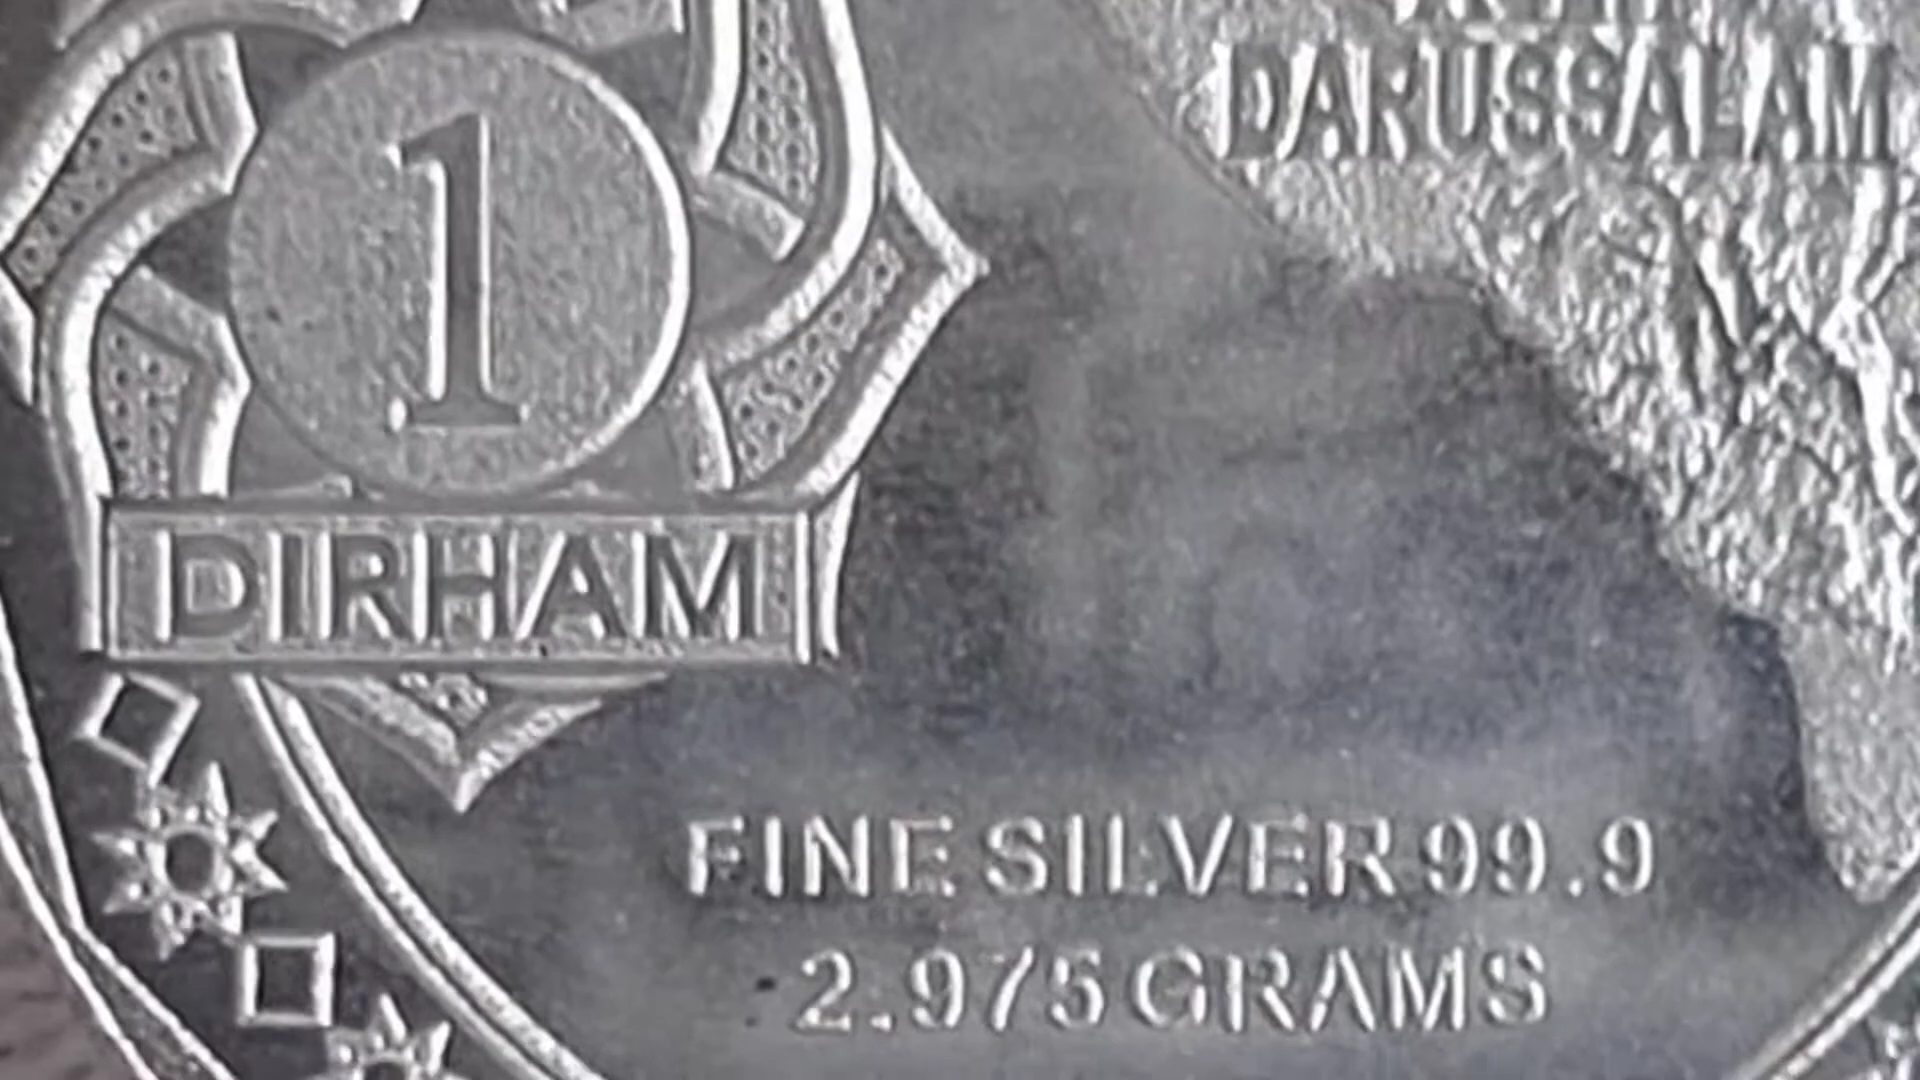 DARUSSALAM
1
DIRHAM
FINE SILVER 99.9
2.975 GRAMS